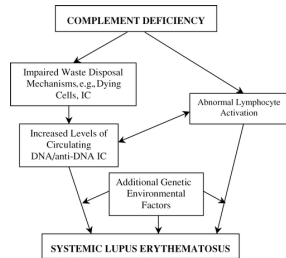 COMPLEMENT DEFICIENCY
Impaired Waste Disposal
Mechanisms, e.g., Dying
Cells, IC
Abnormal Lymphocyte
Activation
Increased Levels of
Circulating
DNA/anti-DNA IC
Additional Genetic
Environmental
Factors
SYSTEMIC LUPUS ERYTHEMATOSUS